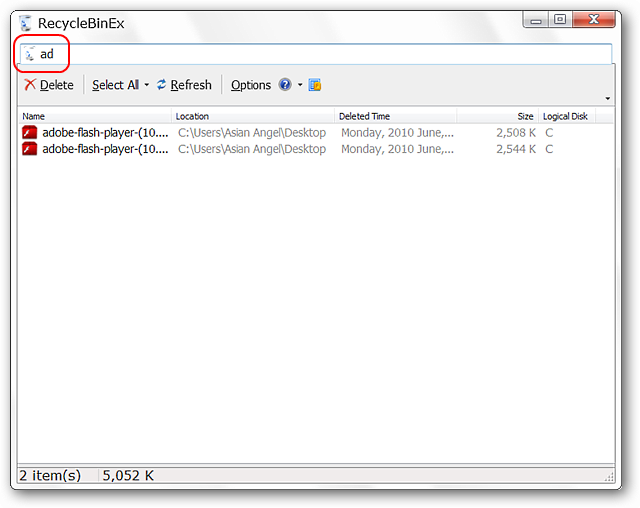 RecycleBinEx
ad
Delete Select All Refresh Options
Name Location Deleted Time Size Logical Disk
adobe-flash-player-(10.... C:\Users\Asian Angel\Desktop Monday, 2010 June,... 2,508 K C
adobe-flash-player-(10.... C:\Users\Asian Angel\Desktop Monday, 2010 June,... 2,544 K C
2 item(s) 5,052 K